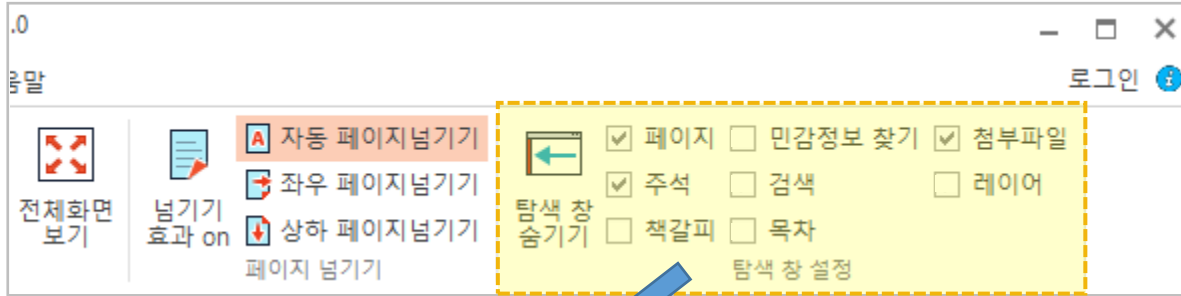 .0
움말
로그인
전체화면
보기
넘기기
효과 on
자동 페이지넘기기
좌우 페이지넘기기
상하 페이지넘기기
페이지 넘기기
탐색 창
숨기기
페이지 민감정보 찾기 첨부파일
주석 검색 레이어
책갈피 목차
탐색 창 설정